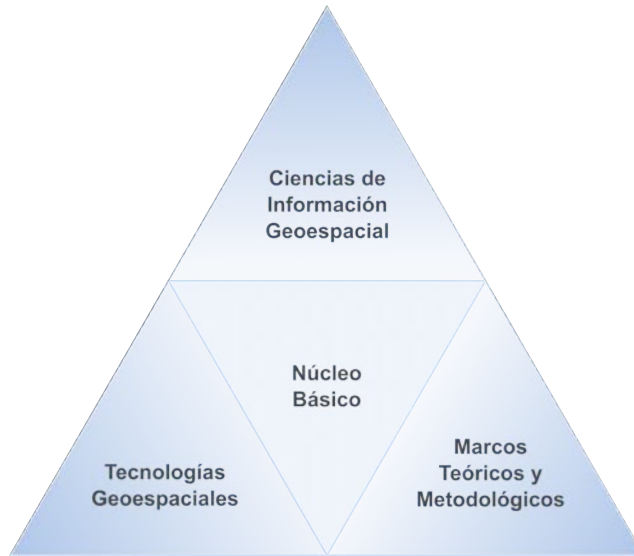 Ciencias de
Información
Geoespacial
Núcleo
Básico
Tecnologías
Geoespaciales
Marcos
Teóricos y
Metodológicos